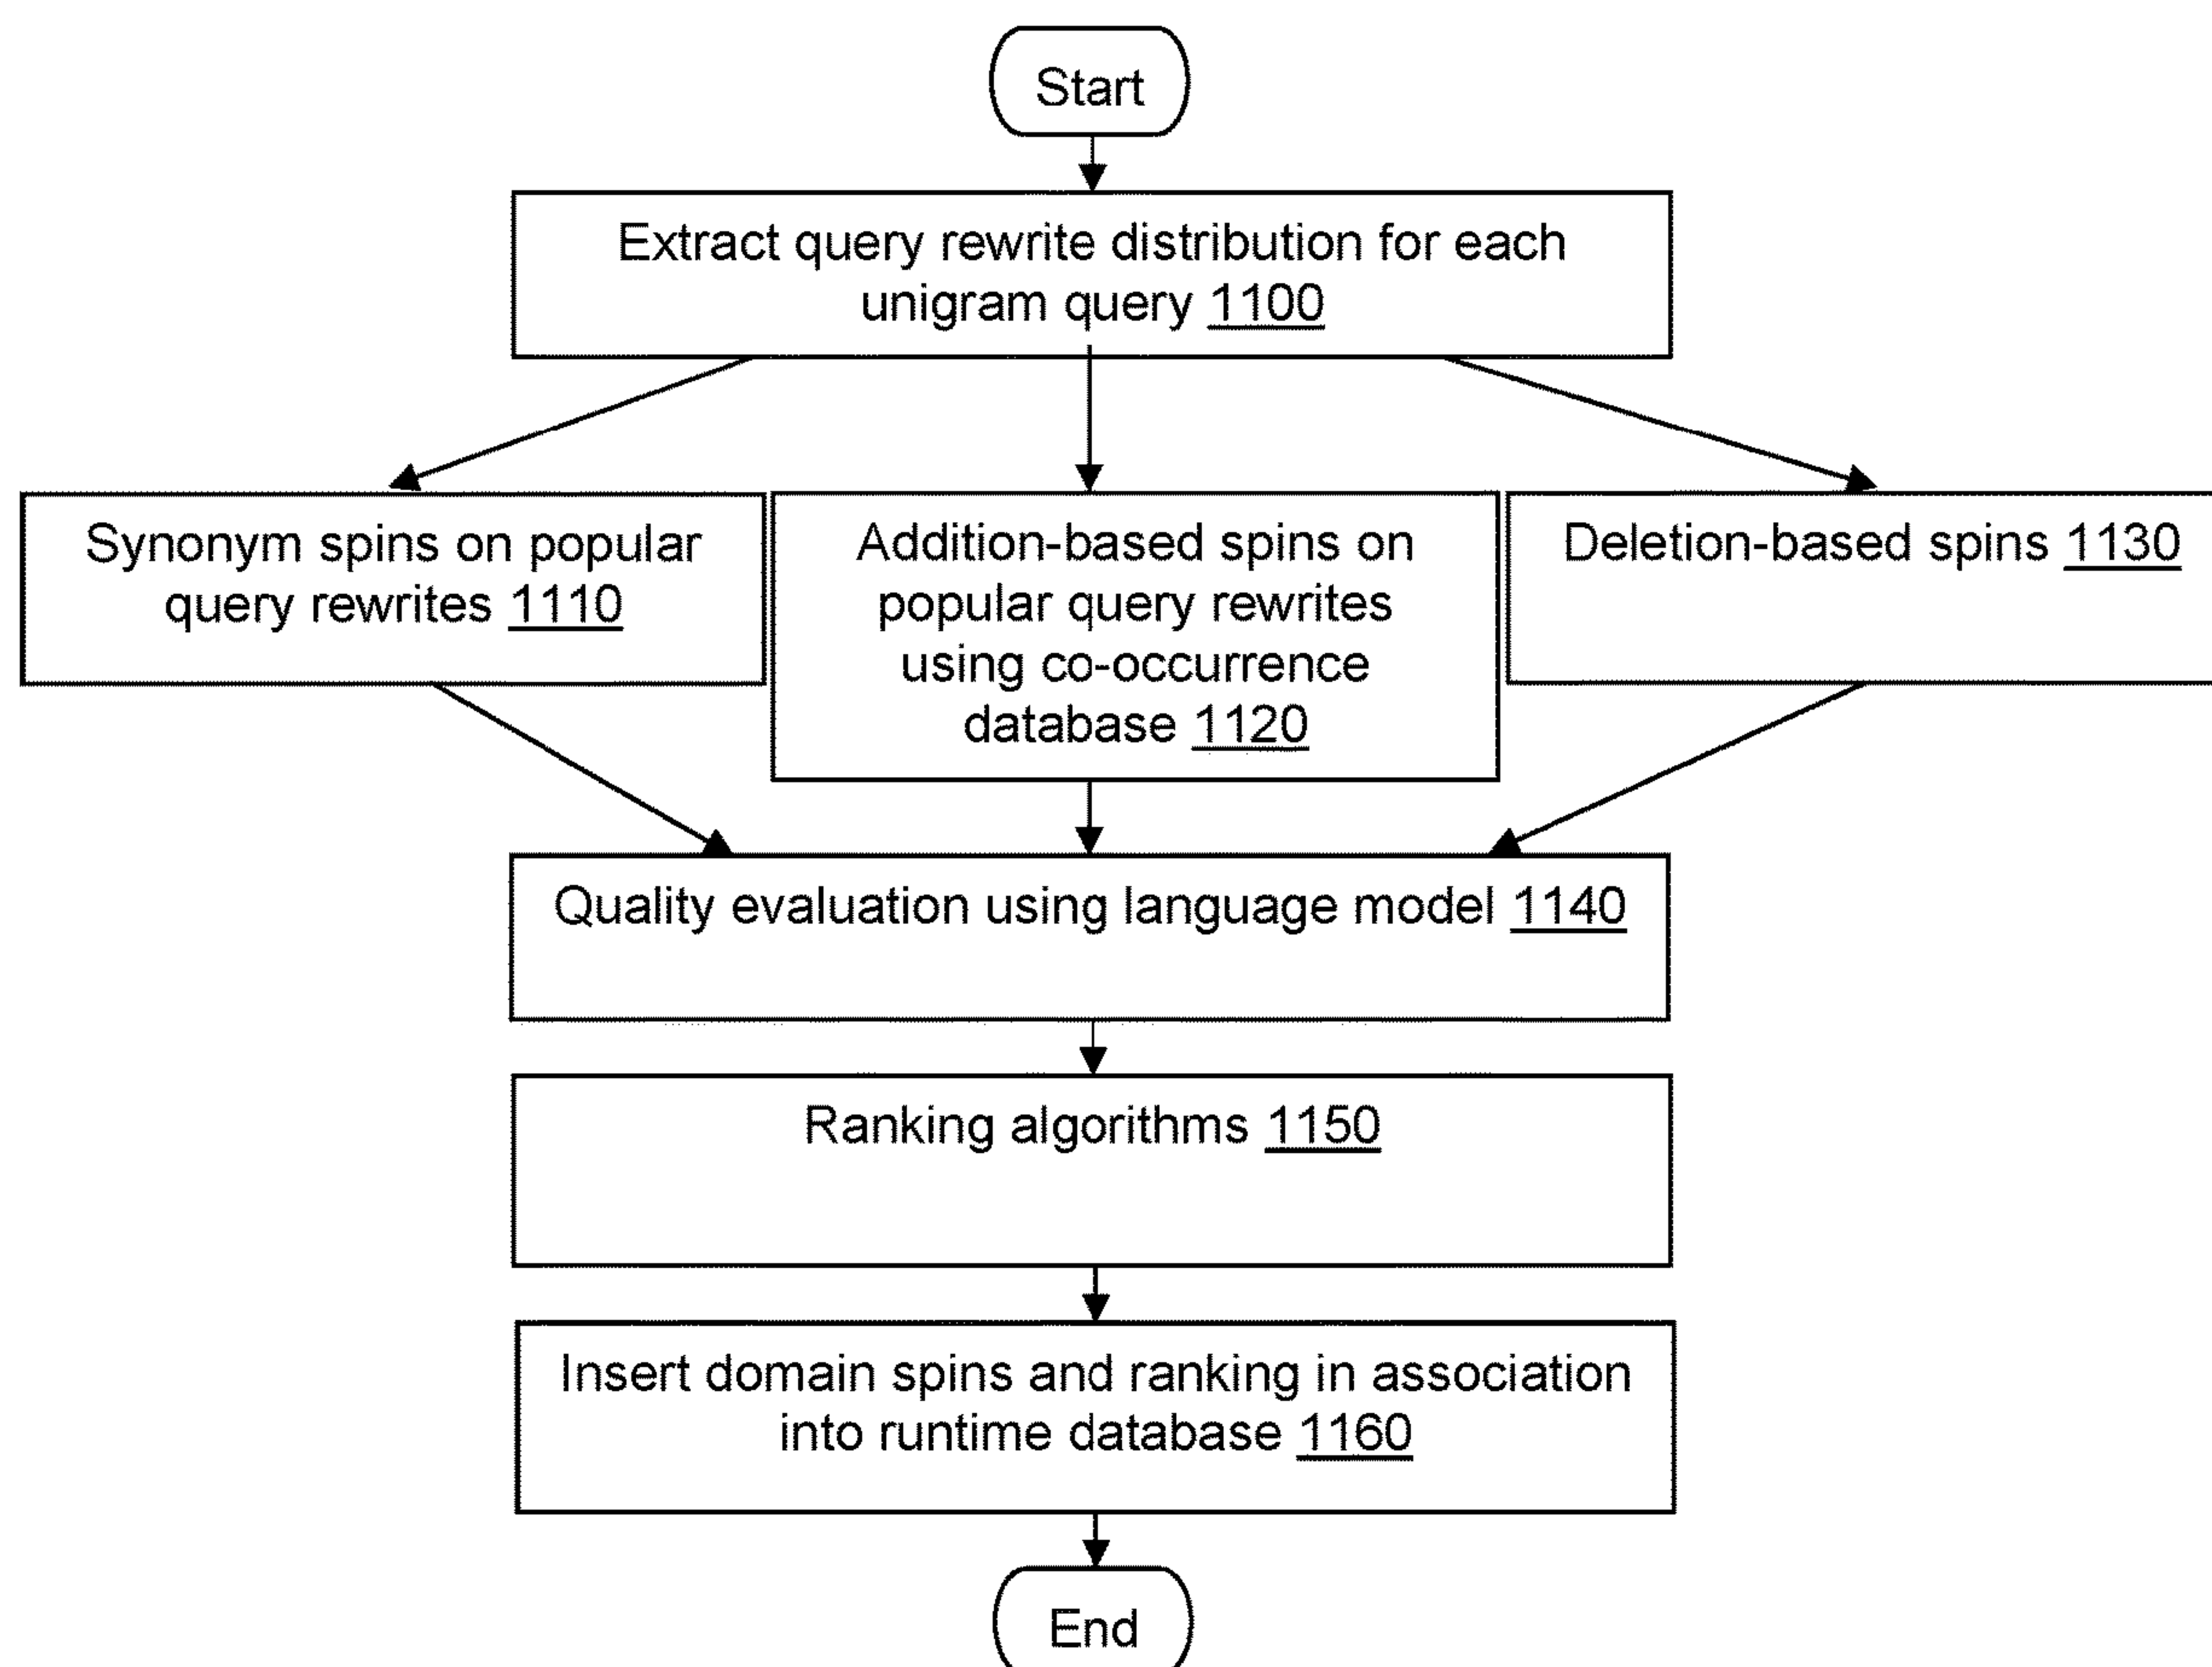 Start
Extract query rewrite distribution for each
unigram query 1100
Synonym spins on popular
query rewrites 1110
Addition-based spins on
popular query rewrites
using co-occurrence
database 1120
Deletion-based spins 1130
Quality evaluation using language model 1140
Ranking algorithms 1150
Insert domain spins and ranking in association
into runtime database 1160
End